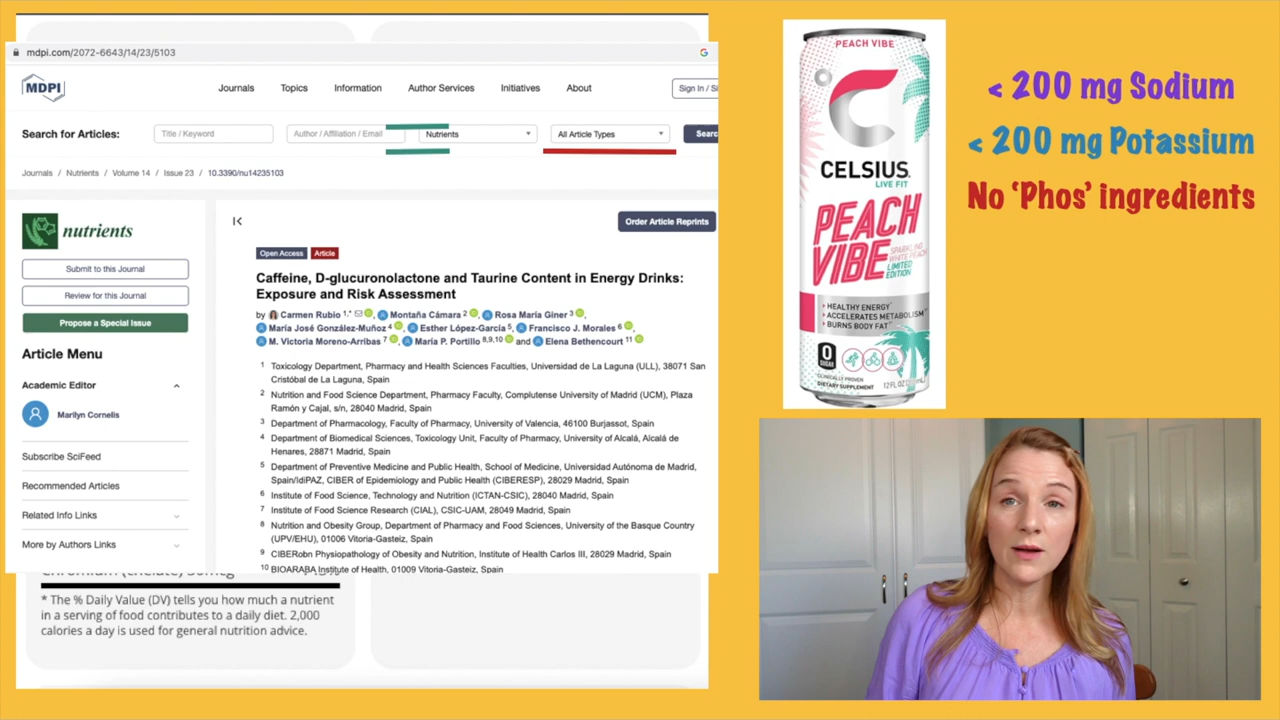 mdpi.com/2072-6643/14/23/5103
MDPI
Journals Topics Information Author Services Initiatives About Sign In / Si
Search for Articles: Title / Keyword Author / Affiliation / Email Nutrients All Article Types Searc
Journals / Nutrients / Volume 14 / Issue 23 / 10.3390/nu14235103
nutrients
Submit to this Journal
Review for this Journal
Propose a Special Issue
Article Menu
Academic Editor
Marilyn Cornelis
Subscribe SciFeed
Recommended Articles
Related Info Links
More by Authors Links
Order Article Reprints
Open Access Article
Caffeine, D-glucuronolactone and Taurine Content in Energy Drinks:
Exposure and Risk Assessment
by Carmen Rubio 1,* Montaña Cámara 2 Rosa María Giner 3
María José González-Muñoz 4 Esther López-García 5, Francisco J. Morales 6
M. Victoria Moreno-Arribas 7 María P. Portillo 8,9,10 and Elena Bethencourt 11
1 Toxicology Department, Pharmacy and Health Sciences Faculties, Universidad de La Laguna (ULL), 38071 San
Cristóbal de La Laguna, Spain
2 Nutrition and Food Science Department, Pharmacy Faculty, Complutense University of Madrid (UCM), Plaza
Ramón y Cajal, s/n, 28040 Madrid, Spain
3 Department of Pharmacology, Faculty of Pharmacy, University of Valencia, 46100 Burjassot, Spain
4 Department of Biomedical Sciences, Toxicology Unit, Faculty of Pharmacy, University of Alcalá, Alcalá de
Henares, 28871 Madrid, Spain
5 Department of Preventive Medicine and Public Health, School of Medicine, Universidad Autónoma de Madrid,
Spain/IdiPAZ, CIBER of Epidemiology and Public Health (CIBERESP), 28029 Madrid, Spain
6 Institute of Food Science, Technology and Nutrition (ICTAN-CSIC), 28040 Madrid, Spain
7 Institute of Food Science Research (CIAL), CSIC-UAM, 28049 Madrid, Spain
8 Nutrition and Obesity Group, Department of Pharmacy and Food Sciences, University of the Basque Country
(UPV/EHU), 01006 Vitoria-Gasteiz, Spain
9 CIBERobn Physiopathology of Obesity and Nutrition, Institute of Health Carlos III, 28029 Madrid, Spain
10 BIOARABA Institute of Health, 01009 Vitoria-Gasteiz, Spain
Chromium (chelate) 50mcg
* The % Daily Value (DV) tells you how much a nutrient
in a serving of food contributes to a daily diet. 2,000
calories a day is used for general nutrition advice.
PEACH VIBE
CELSIUS.
LIVE FIT
PEACH
VIBE
SPARKLING
WHITE PEACH
LIMITED
EDITION
HEALTHY ENERGY
ACCELERATES METABOLISM
BURNS BODY FAT
0
SUGAR
CLINICALLY PROVEN
DIETARY SUPPLEMENT 12 FL OZ
< 200 mg Sodium
< 200 mg Potassium
No ‘Phos’ ingredients